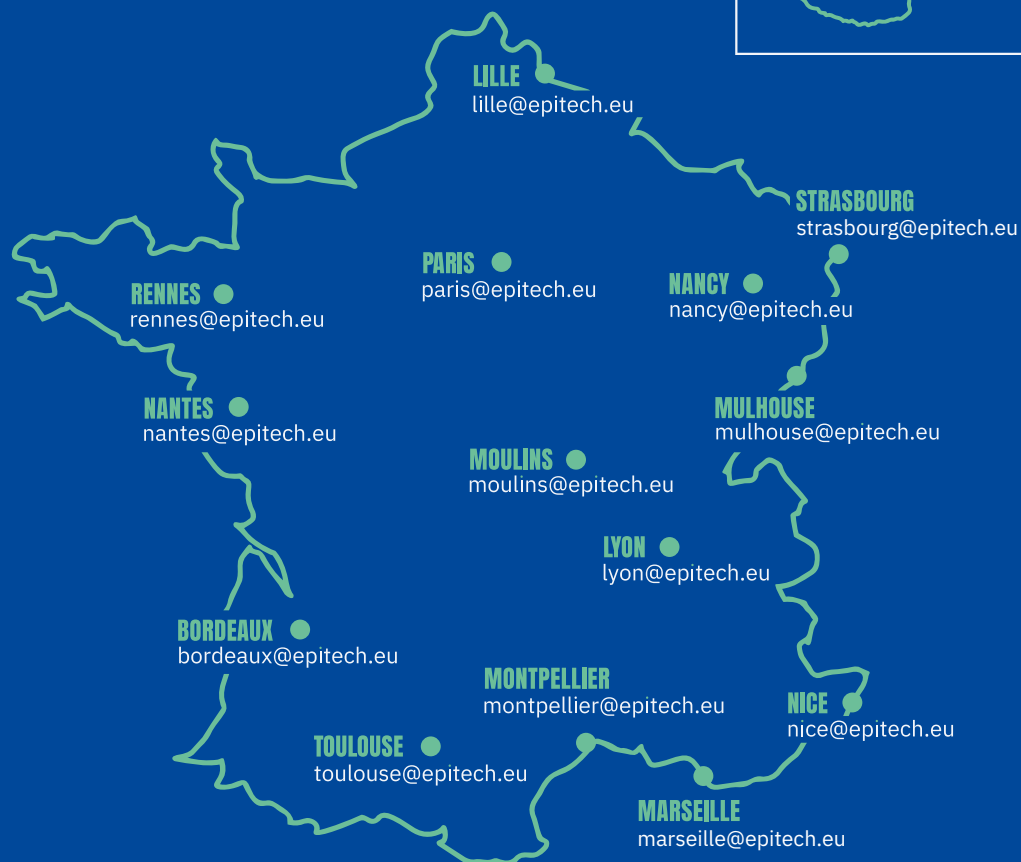 LILLE
lille@epitech.eu
STRASBOURG
strasbourg@epitech.eu
PARIS
paris@epitech.eu
NANCY
nancy@epitech.eu
RENNES
rennes@epitech.eu
NANTES
nantes@epitech.eu
MULHOUSE
mulhouse@epitech.eu
MOULINS
moulins@epitech.eu
LYON
lyon@epitech.eu
BORDEAUX
bordeaux@epitech.eu
MONTPELLIER
montpellier@epitech.eu
NICE
nice@epitech.eu
TOULOUSE
toulouse@epitech.eu
MARSEILLE
marseille@epitech.eu